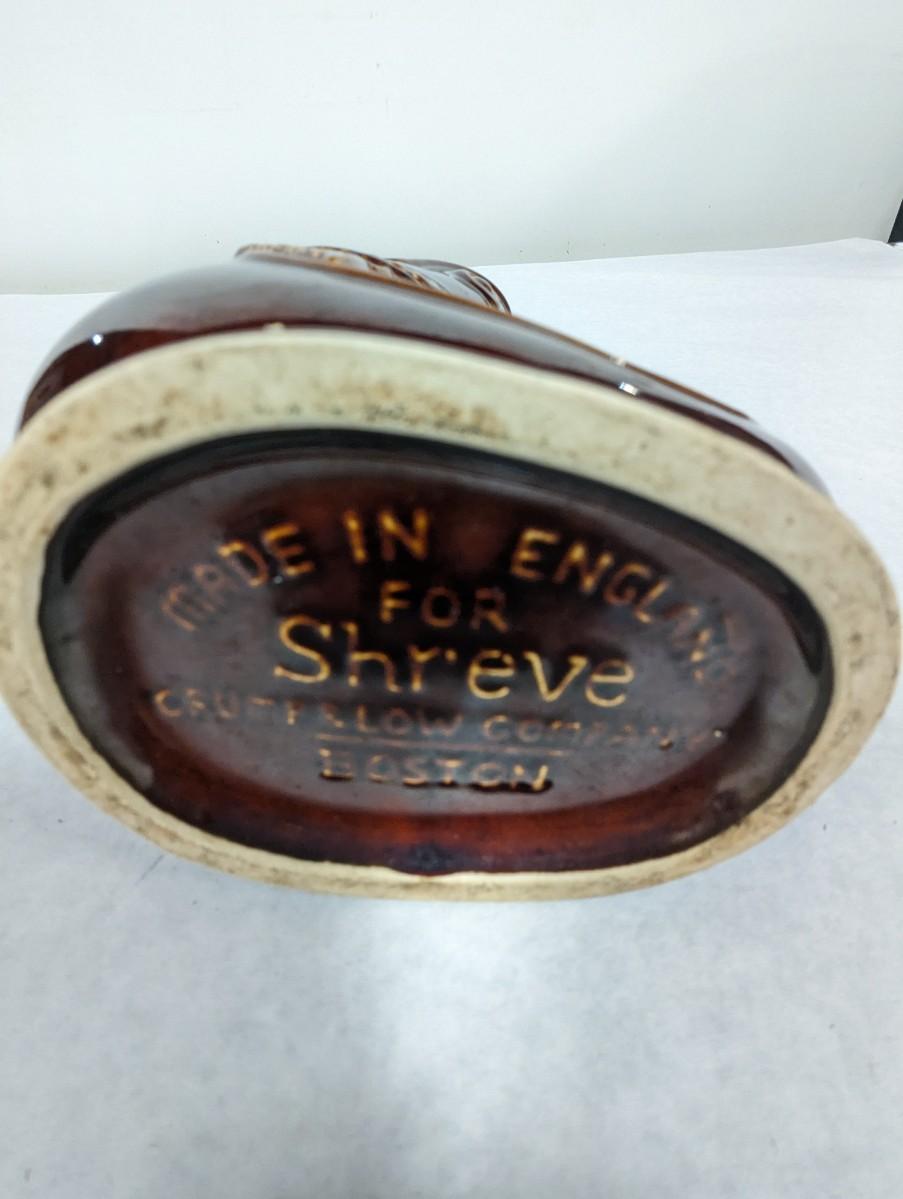 MADE IN ENGLAND
FOR
Shreve
CRUMP & LOW COMPANY
BOSTON